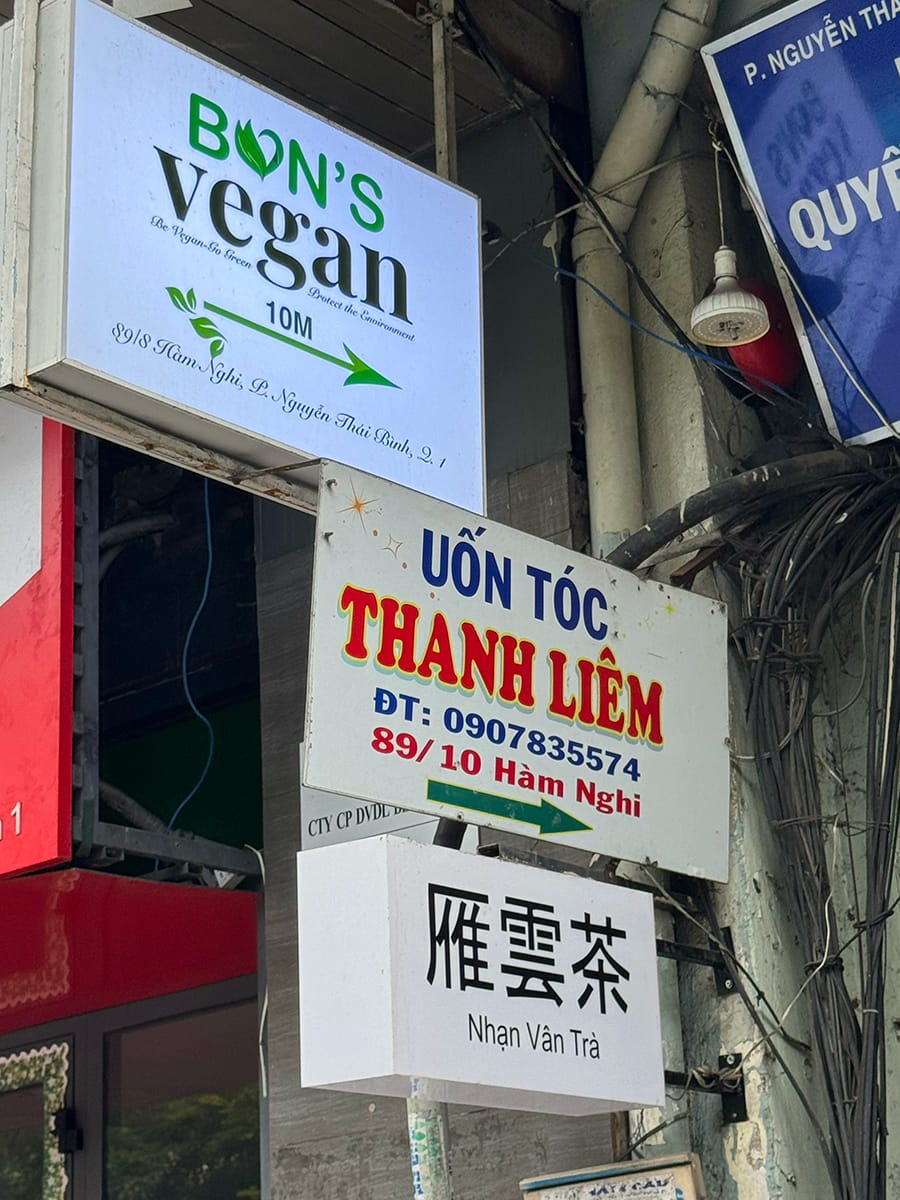 BON'S
vegan
Be Vegan-Go Green
Protect the Environment
10M
89/8 Hàm Nghi, P. Nguyễn Thái Bình, Q. 1
P. NGUYỄN THÁ
QUYÊ
UỐN TÓC
THANH LIÊM
ĐT: 0907835574
89/10 Hàm Nghi
CTY CP DVDL
雁雲茶
Nhạn Vân Trà
1